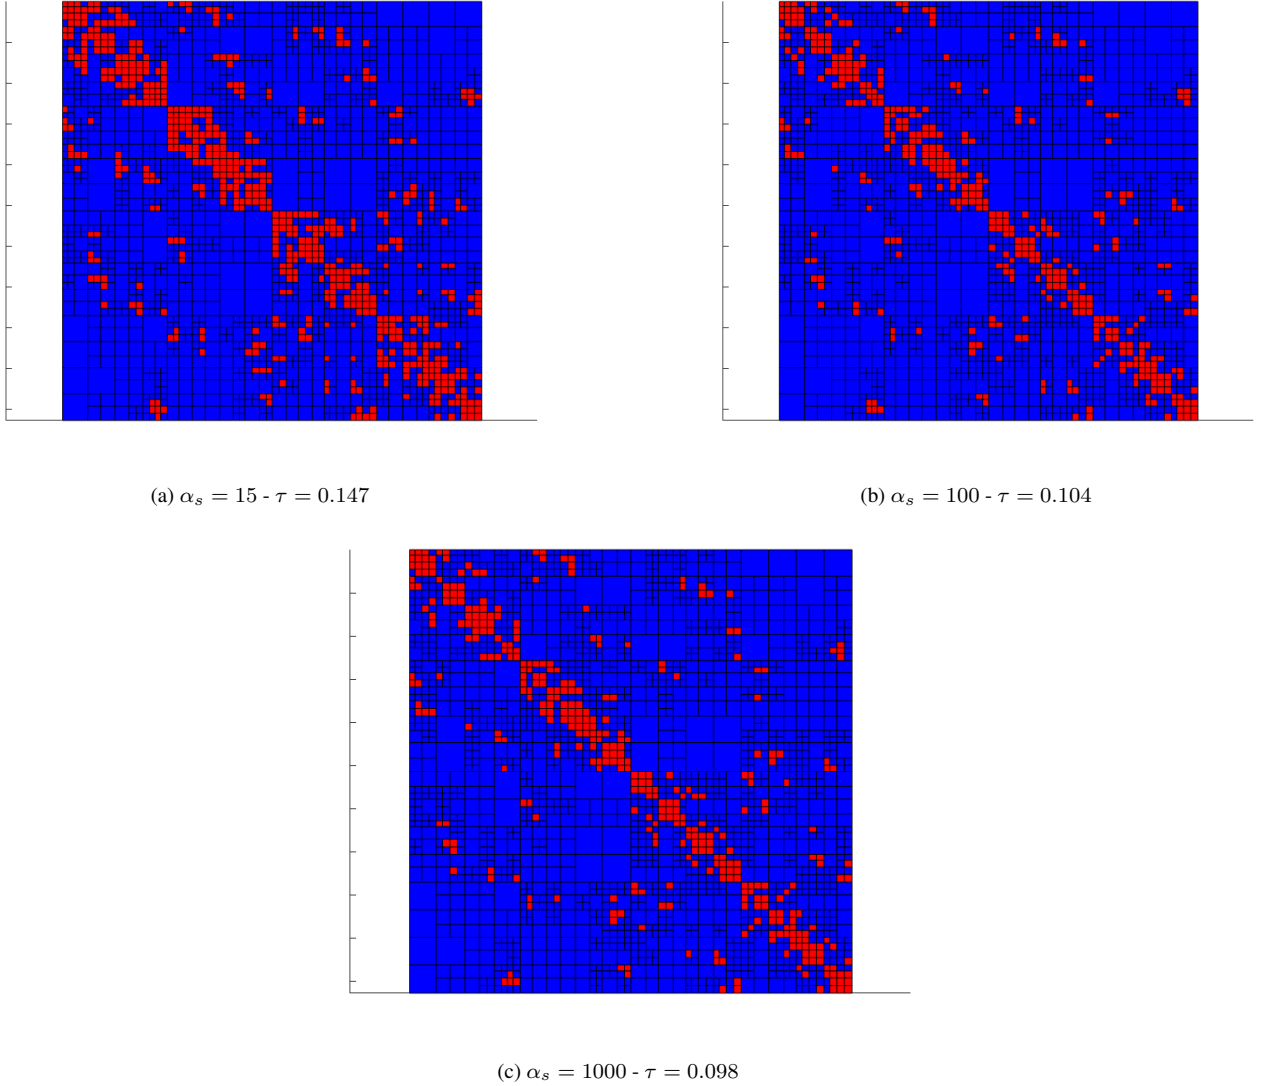 (a) αₛ = 15 - τ = 0.147
(b) αₛ = 100 - τ = 0.104
(c) αₛ = 1000 - τ = 0.098